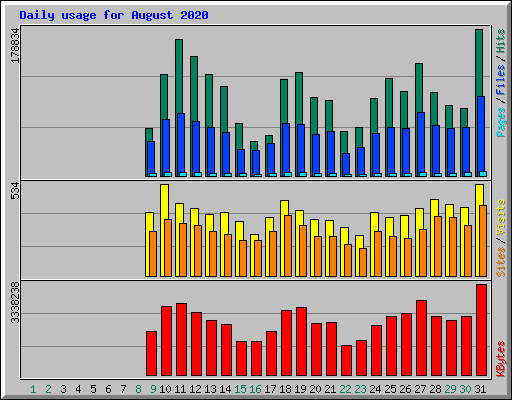 Daily usage for August 2020
178834
Pages / Files / Hits
534
Sites / Visits
3338238
KBytes
1 2 3 4 5 6 7 8 9 10 11 12 13 14 15 16 17 18 19 20 21 22 23 24 25 26 27 28 29 30 31